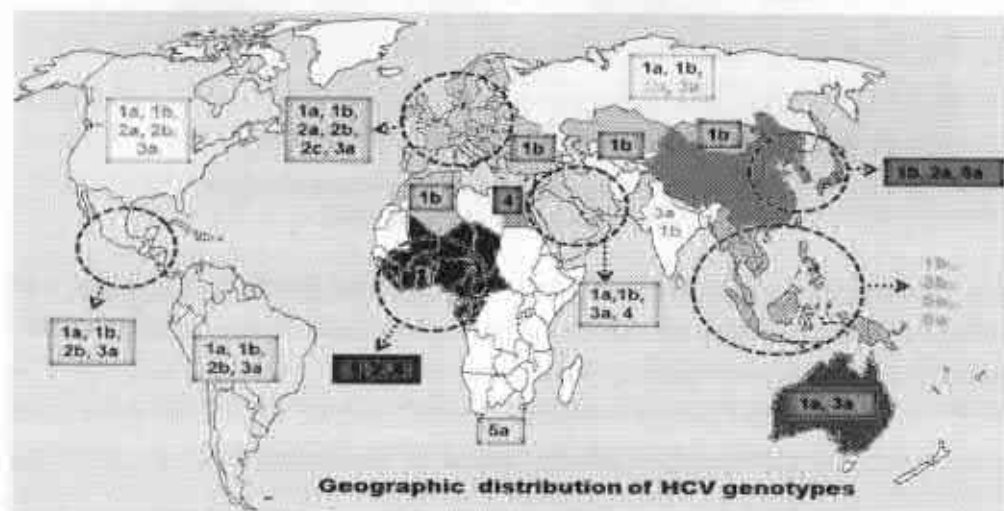 1a, 1b,
2a, 2b,
3a
1a, 1b,
2a, 2b,
2c, 3a
1b
1b
1b
1a, 1b,
1b, 2a, 6a
1b
4
3a
1b
1a,1b,
3a, 4
1a, 1b,
2b, 3a
1a, 1b,
2b, 3a
5a
1a, 3a
Geographic distribution of HCV genotypes